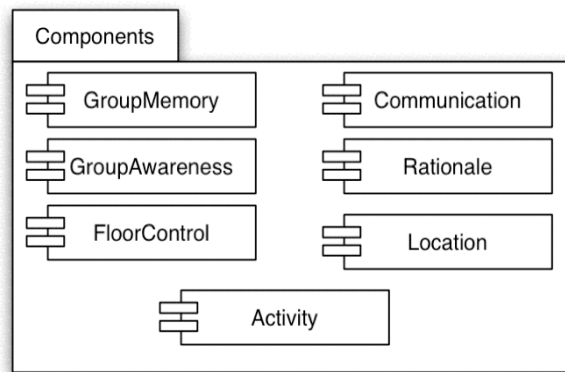 Components
GroupMemory
Communication
GroupAwareness
Rationale
FloorControl
Location
Activity